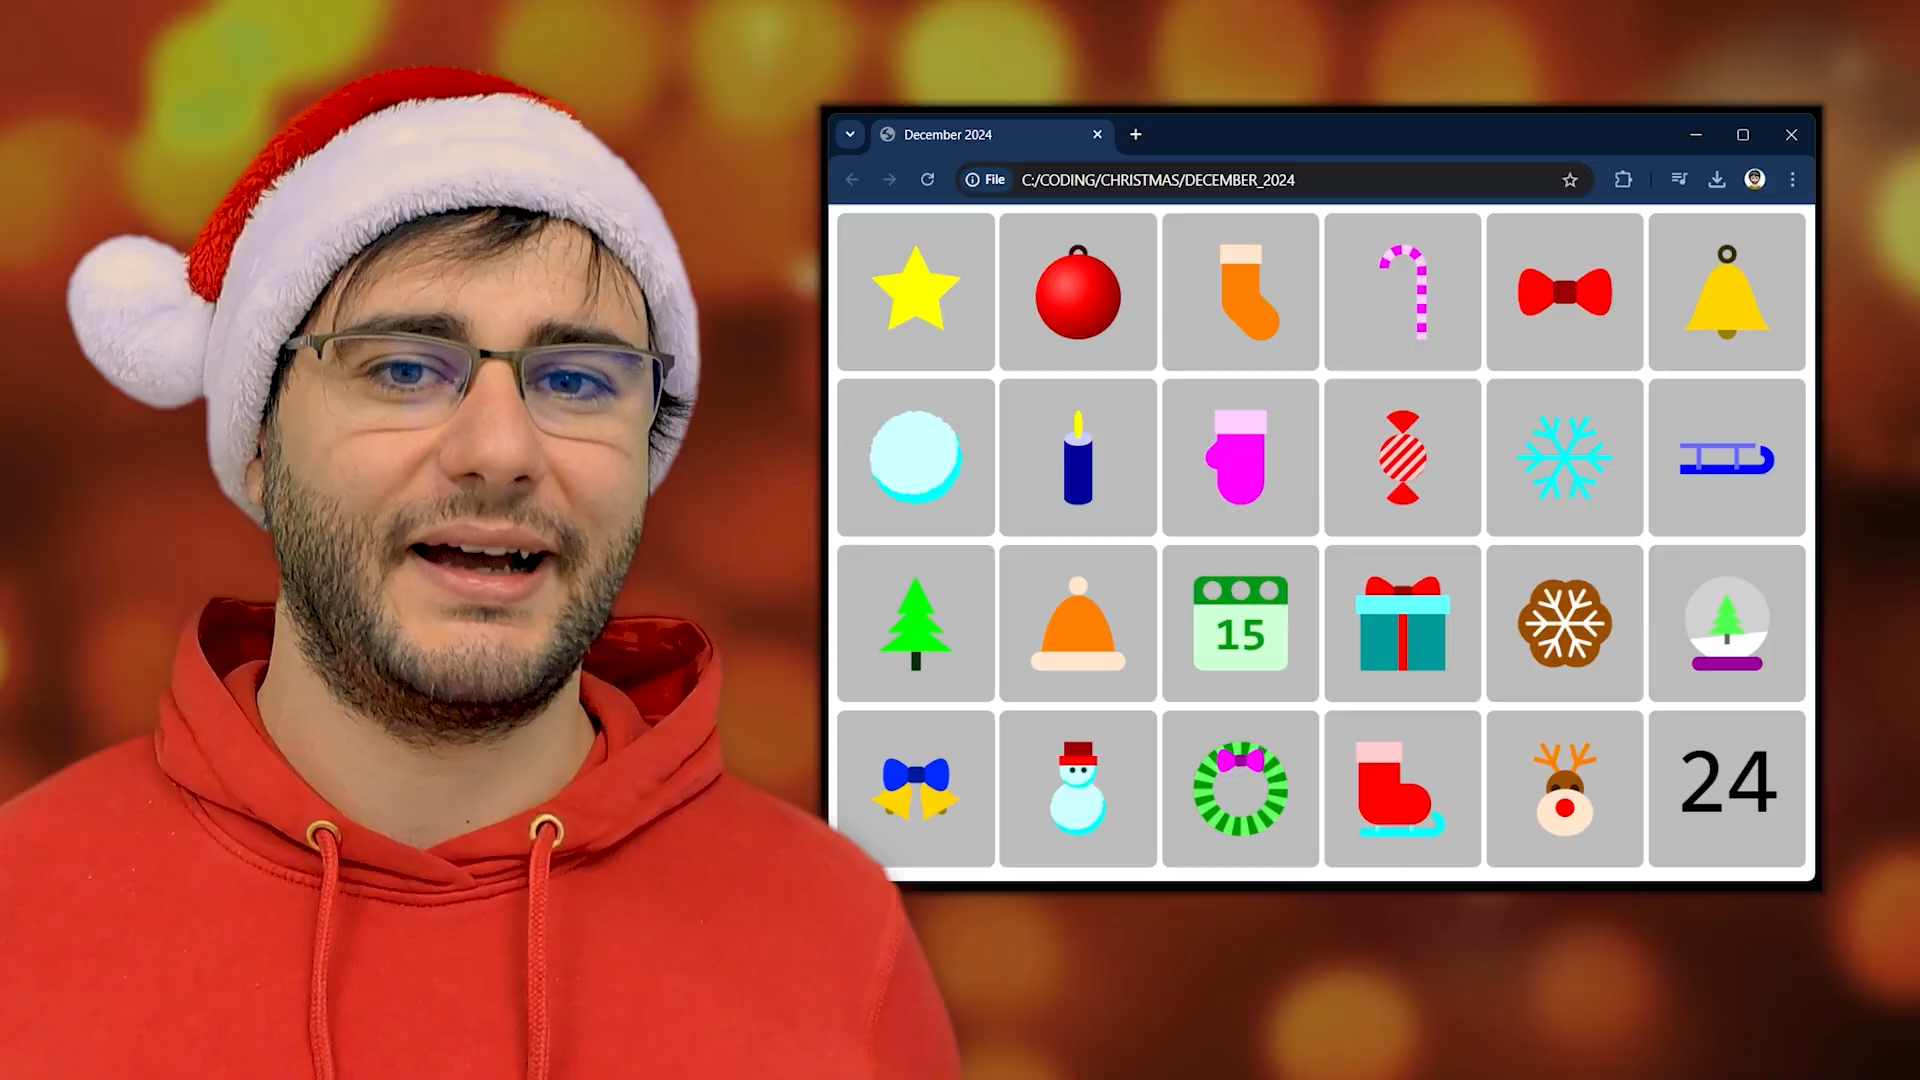 December 2024
File C:/CODING/CHRISTMAS/DECEMBER_2024
15
24